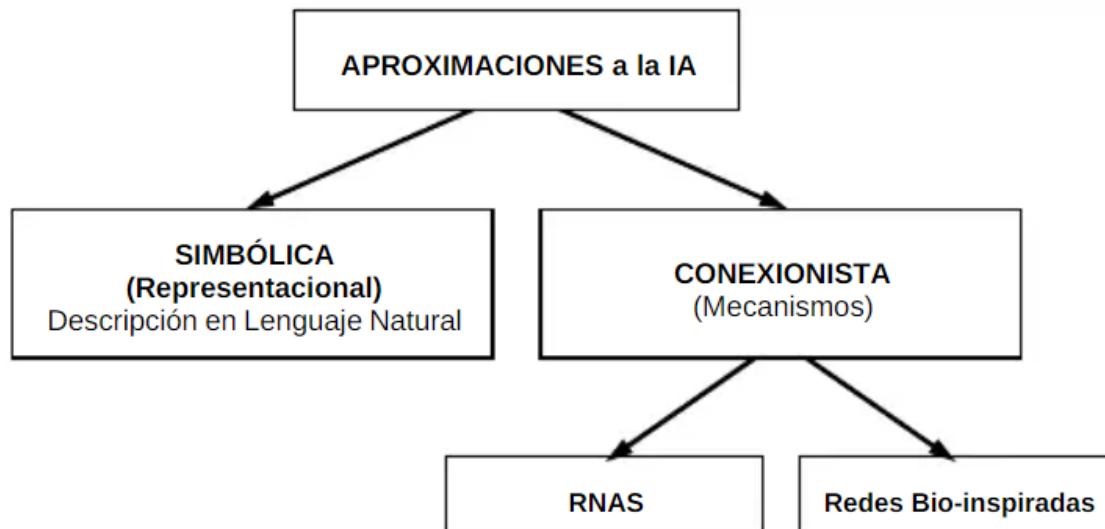 APROXIMACIONES a la IA
SIMBÓLICA
(Representacional)
Descripción en Lenguaje Natural
CONEXIONISTA
(Mecanismos)
RNAS
Redes Bio-inspiradas